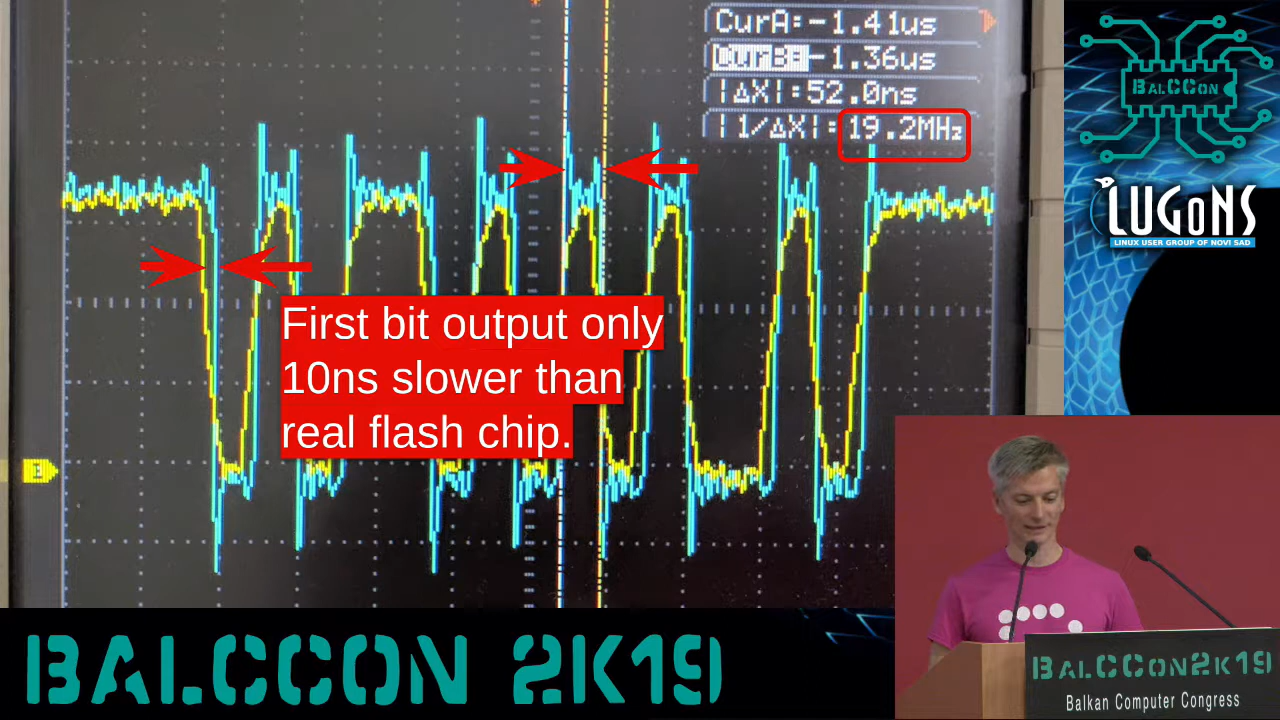 CurA:-1.41us
CurB:-1.36us
|ΔX|:52.0ns
|1/ΔX|:19.2MHz
First bit output only
10ns slower than
real flash chip.
1
BALCCON
LUGoNS
LINUX USER GROUP OF NOVI SAD
BALCCON 2K19
BALCCON2K19
Balkan Computer Congress